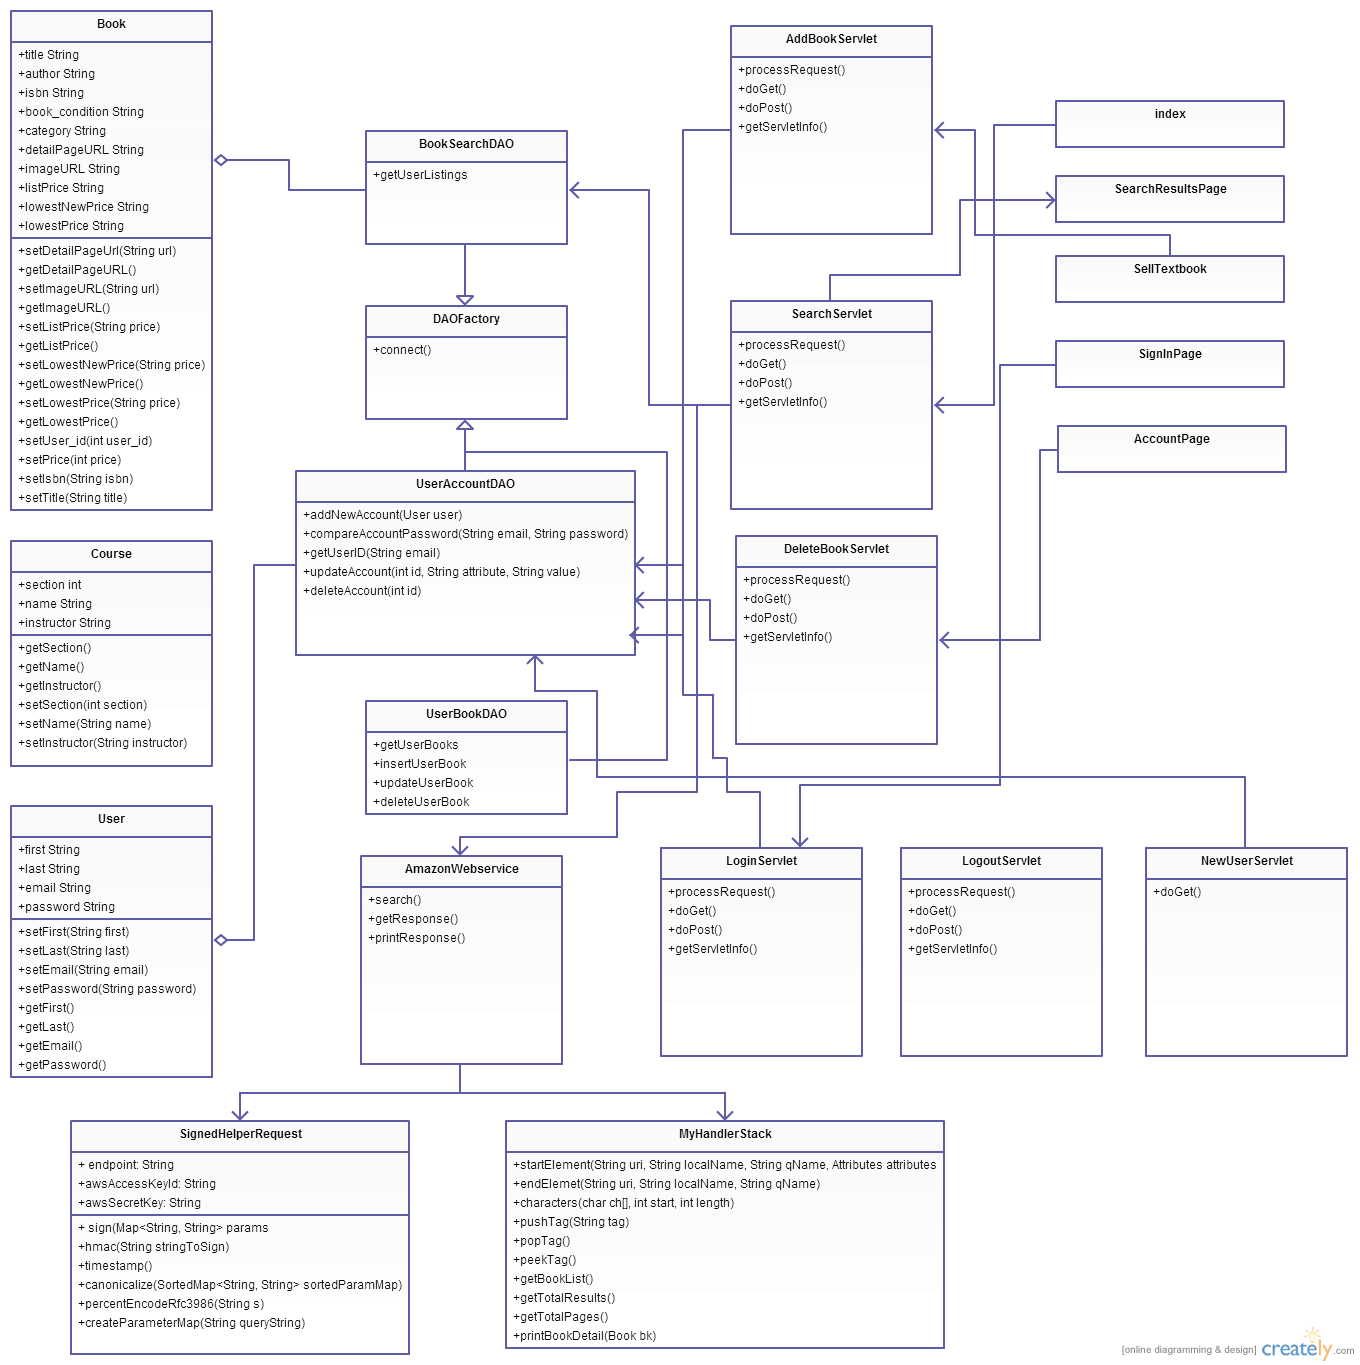 Book
+title String
+author String
+isbn String
+book_condition String
+category String
+detailPageURL String
+imageURL String
+listPrice String
+lowestNewPrice String
+lowestPrice String
+setDetailPageUrl(String url)
+getDetailPageURL()
+setImageURL(String url)
+getImageURL()
+setListPrice(String price)
+getListPrice()
+setLowestNewPrice(String price)
+getLowestNewPrice()
+setLowestPrice(String price)
+getLowestPrice()
+setUser_id(int user_id)
+setPrice(int price)
+setIsbn(String isbn)
+setTitle(String title)
Course
+section int
+name String
+instructor String
+getSection()
+getName()
+getInstructor()
+setSection(int section)
+setName(String name)
+setInstructor(String instructor)
User
+first String
+last String
+email String
+password String
+setFirst(String first)
+setLast(String last)
+setEmail(String email)
+setPassword(String password)
+getFirst()
+getLast()
+getEmail()
+getPassword()
BookSearchDAO
+getUserListings
DAOFactory
+connect()
UserAccountDAO
+addNewAccount(User user)
+compareAccountPassword(String email, String password)
+getUserID(String email)
+updateAccount(int id, String attribute, String value)
+deleteAccount(int id)
UserBookDAO
+getUserBooks
+insertUserBook
+updateUserBook
+deleteUserBook
AmazonWebservice
+search()
+getResponse()
+printResponse()
AddBookServlet
+processRequest()
+doGet()
+doPost()
+getServletInfo()
SearchServlet
+processRequest()
+doGet()
+doPost()
+getServletInfo()
DeleteBookServlet
+processRequest()
+doGet()
+doPost()
+getServletInfo()
index
SearchResultsPage
SellTextbook
SignInPage
AccountPage
LoginServlet
+processRequest()
+doGet()
+doPost()
+getServletInfo()
LogoutServlet
+processRequest()
+doGet()
+doPost()
+getServletInfo()
NewUserServlet
+doGet()
SignedHelperRequest
+ endpoint: String
+awsAccessKeyId: String
+awsSecretKey: String
+ sign(Map<String, String> params
+hmac(String stringToSign)
+timestamp()
+canonicalize(SortedMap<String, String> sortedParamMap)
+percentEncodeRfc3986(String s)
+createParameterMap(String queryString)
MyHandlerStack
+startElement(String uri, String localName, String qName, Attributes attributes
+endElemet(String uri, String localName, String qName)
+characters(char ch[], int start, int length)
+pushTag(String tag)
+popTag()
+peekTag()
+getBookList()
+getTotalResults()
+getTotalPages()
+printBookDetail(Book bk)
[online diagramming & design] creately.com